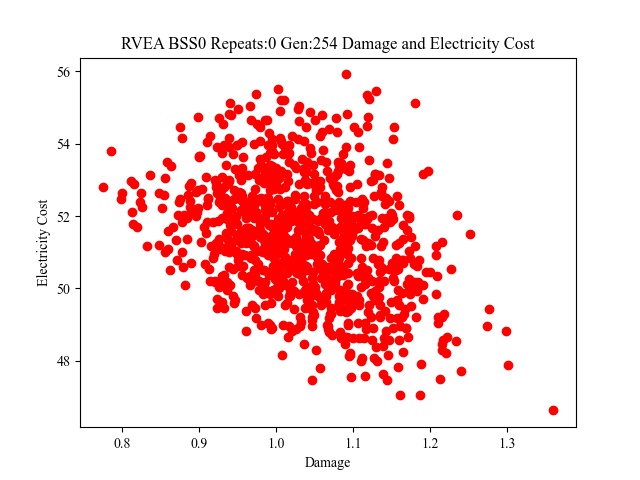 RVEA BSS0 Repeats:0 Gen:254 Damage and Electricity Cost
56
54
52
50
48
Electricity Cost
0.8 0.9 1.0 1.1 1.2 1.3
Damage